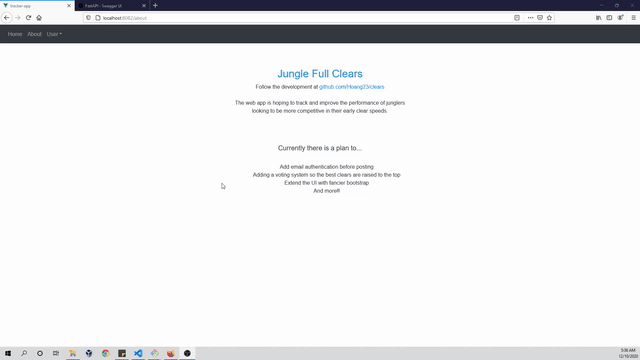 tracker-app
FastAPI - Swagger UI
localhost:8082/about
Home About User
Jungle Full Clears
Follow the development at github.com/Hoang23/clears
The web app is hoping to track and improve the performance of junglers
looking to be more competitive in their early clear speeds.
Currently there is a plan to...
Add email authentication before posting
Adding a voting system so the best clears are raised to the top
Extend the UI with fancier bootstrap
And more!!
5:36 AM
12/10/2020